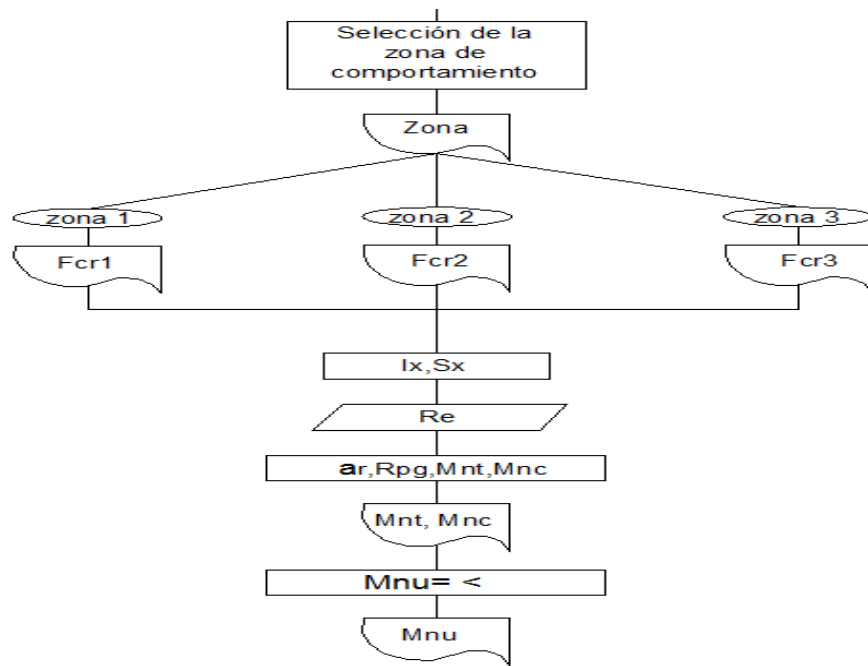 Selección de la
zona de
comportamiento
Zona
zona 1
zona 2
zona 3
Fcr1
Fcr2
Fcr3
Ix,Sx
Re
ar,Rpg,Mnt,Mnc
Mnt, Mnc
Mnu= <
Mnu